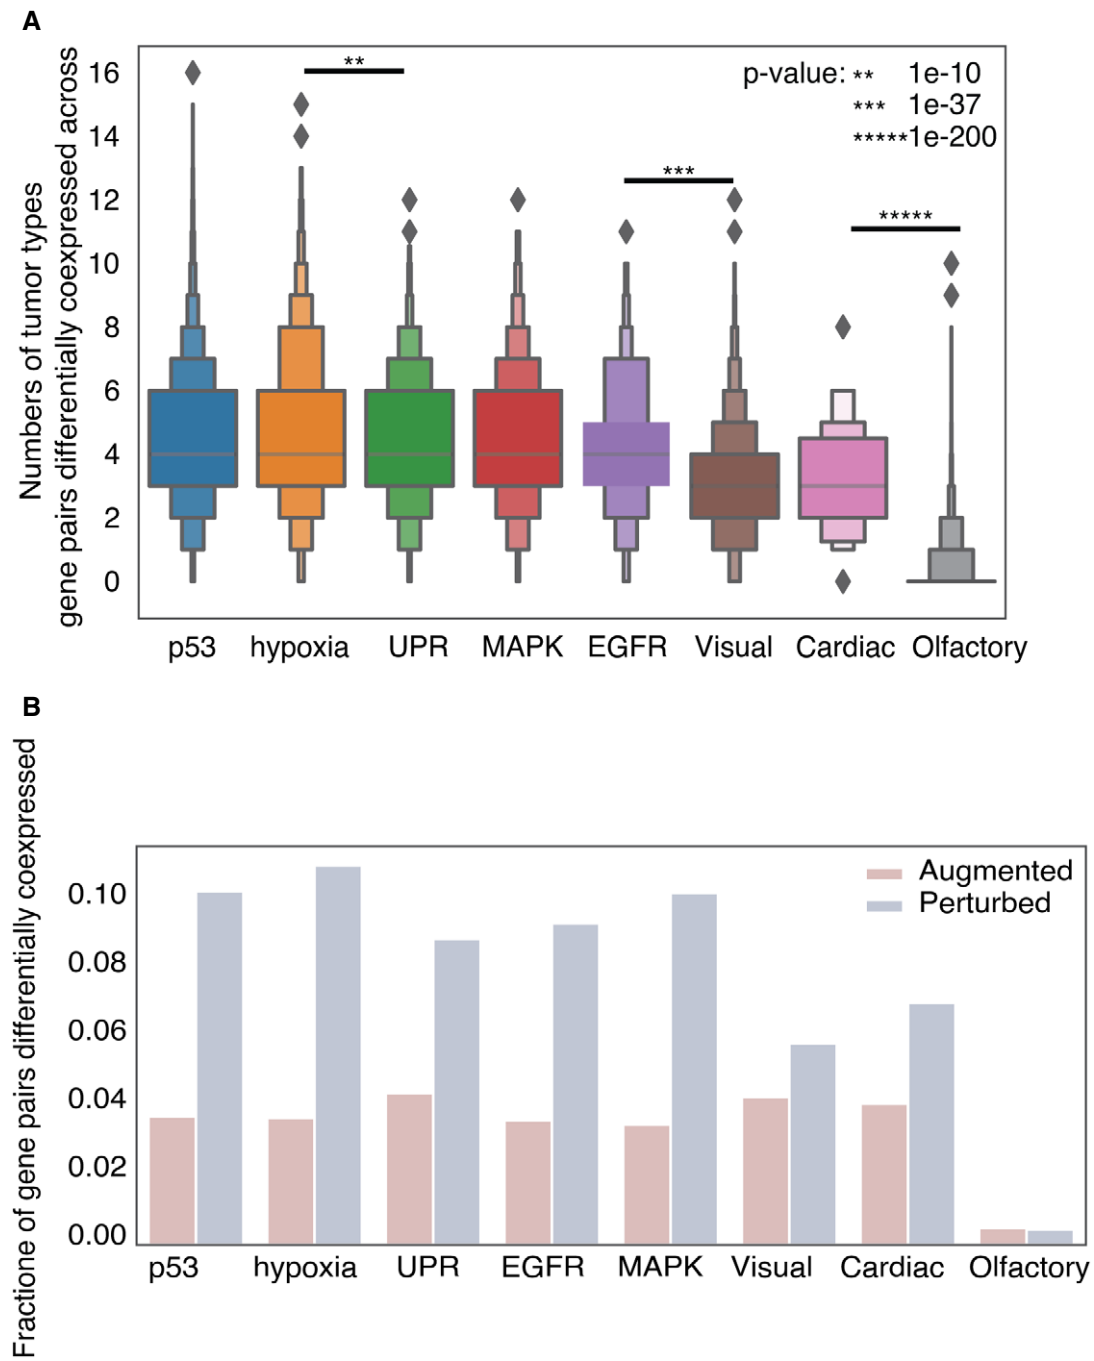 A
Numbers of tumor types
gene pairs differentially coexpressed across
16
14
12
10
8
6
4
2
0
**
***
*****
p-value: ** 1e-10
*** 1e-37
*****1e-200
p53 hypoxia UPR MAPK EGFR Visual Cardiac Olfactory
B
Fractione of gene pairs differentially coexpressed
0.10
0.08
0.06
0.04
0.02
0.00
Augmented
Perturbed
p53 hypoxia UPR EGFR MAPK Visual Cardiac Olfactory